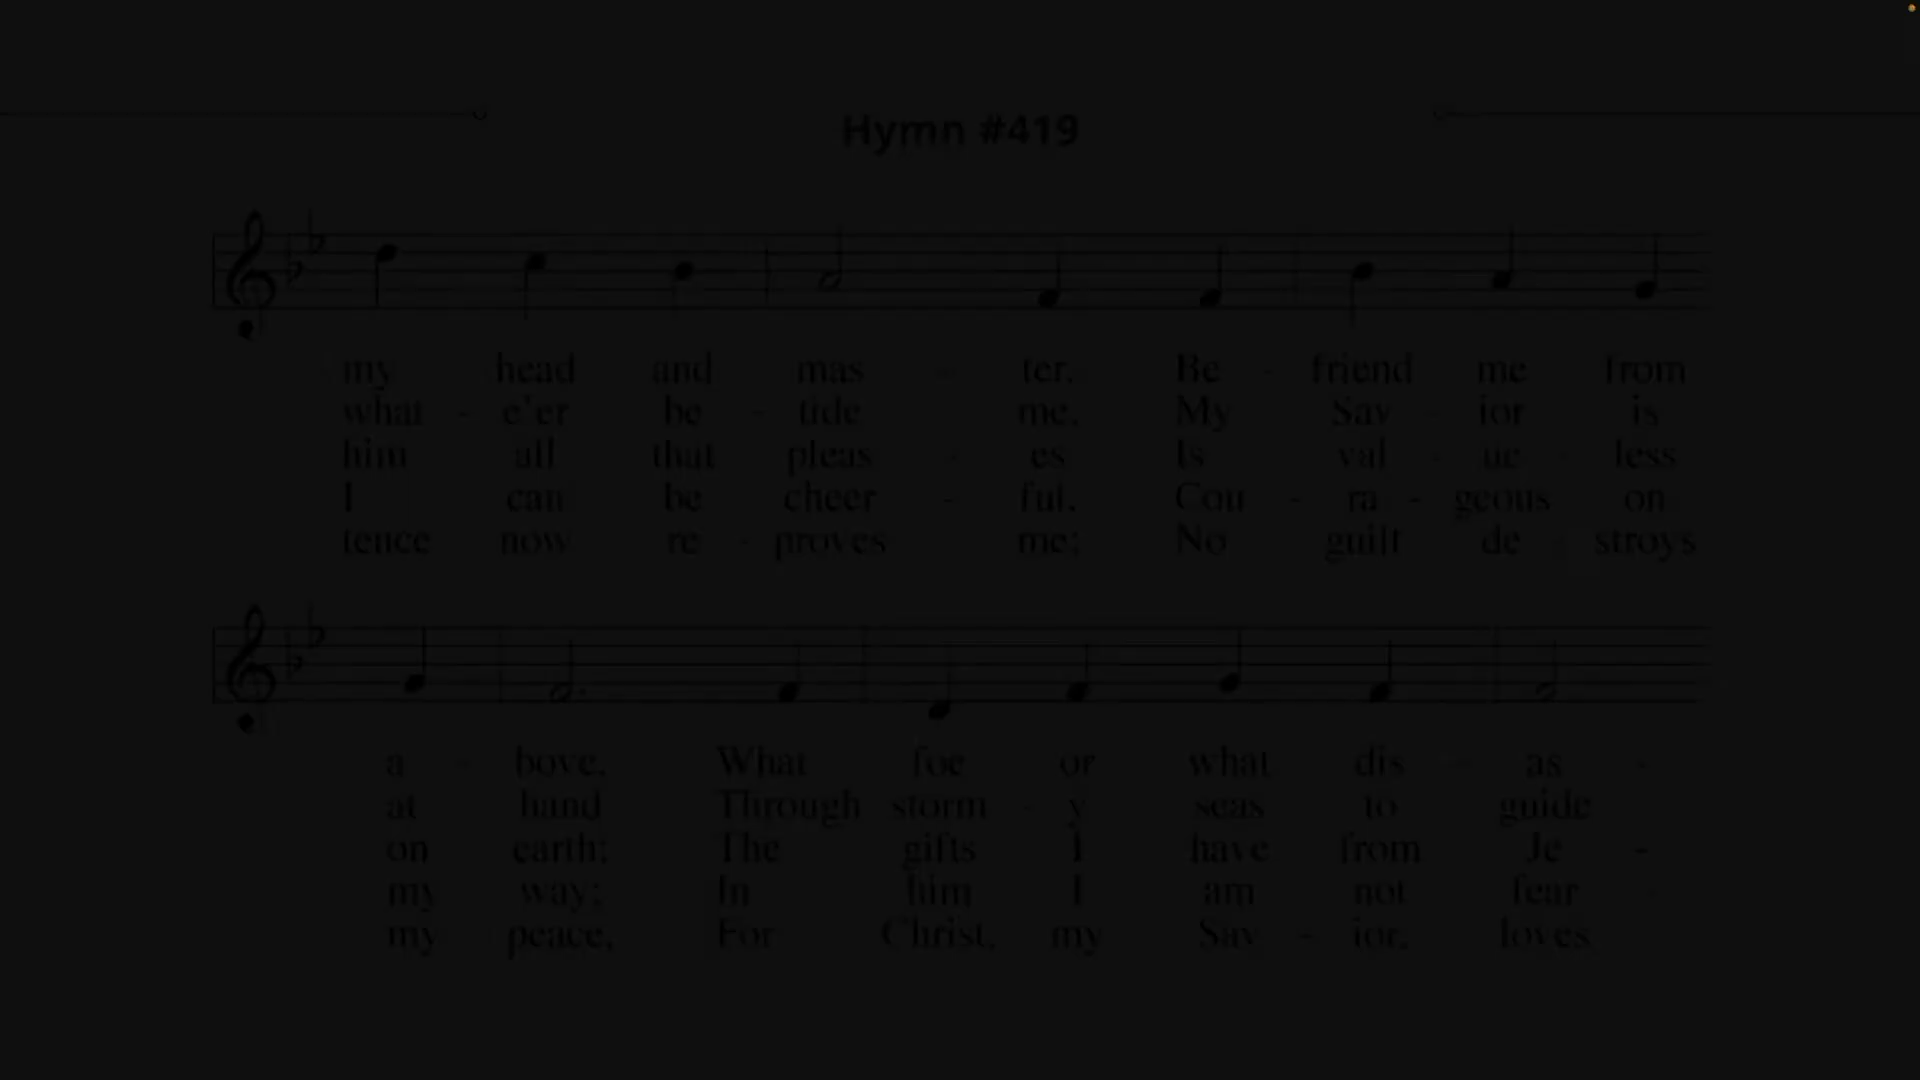 Hymn #419
my head and mas - ter, Be - friend me from
what - e'er be - tide me, My Sav - ior is
him all that pleas - es Is val - ue - less
I can be cheer - ful, Cou - ra - geous on
tence now re - proves me; No guilt de - stroys
a - bove. What foe or what dis - as -
at hand Through storm - y seas to guide
on earth; The gifts I have from Je -
my way; In him I am not fear -
my peace, For Christ, my Sav - ior, loves